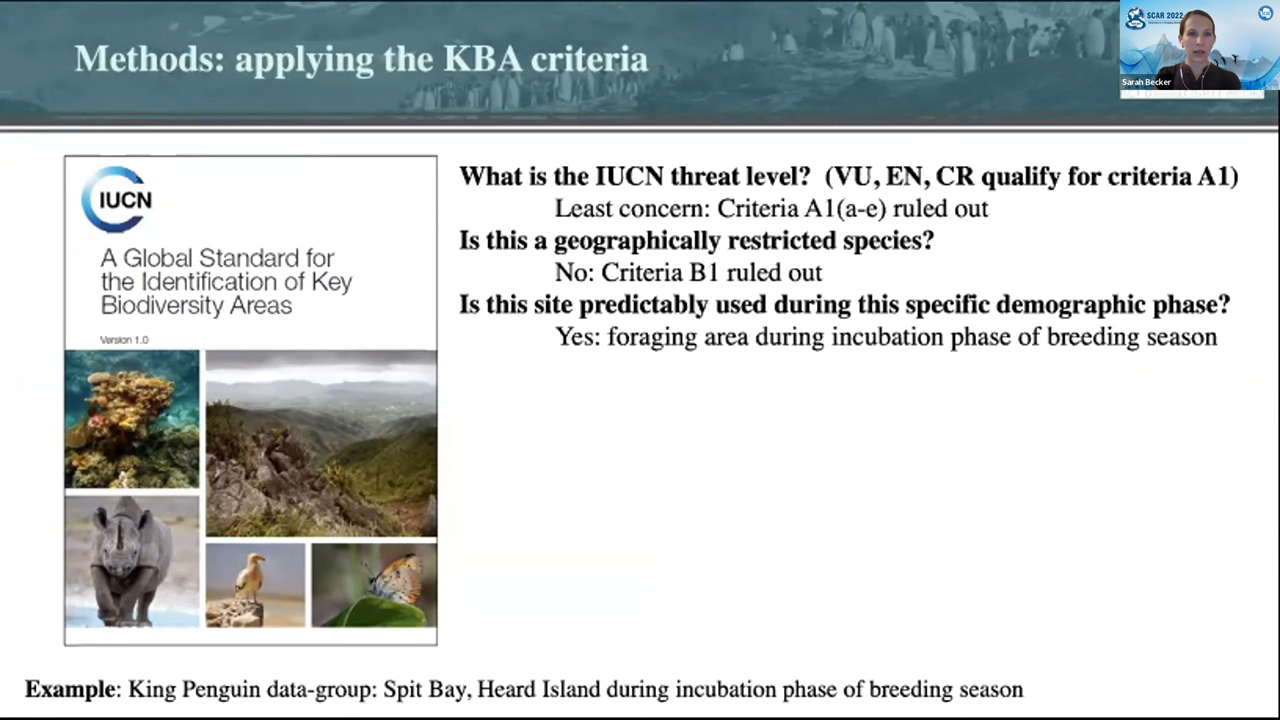 Methods: applying the KBA criteria
SCAR 2022
Sarah Becker
IUCN
A Global Standard for
the Identification of Key
Biodiversity Areas
Version 1.0
What is the IUCN threat level?  (VU, EN, CR qualify for criteria A1)
Least concern: Criteria A1(a-e) ruled out
Is this a geographically restricted species?
No: Criteria B1 ruled out
Is this site predictably used during this specific demographic phase?
Yes: foraging area during incubation phase of breeding season
Example: King Penguin data-group: Spit Bay, Heard Island during incubation phase of breeding season